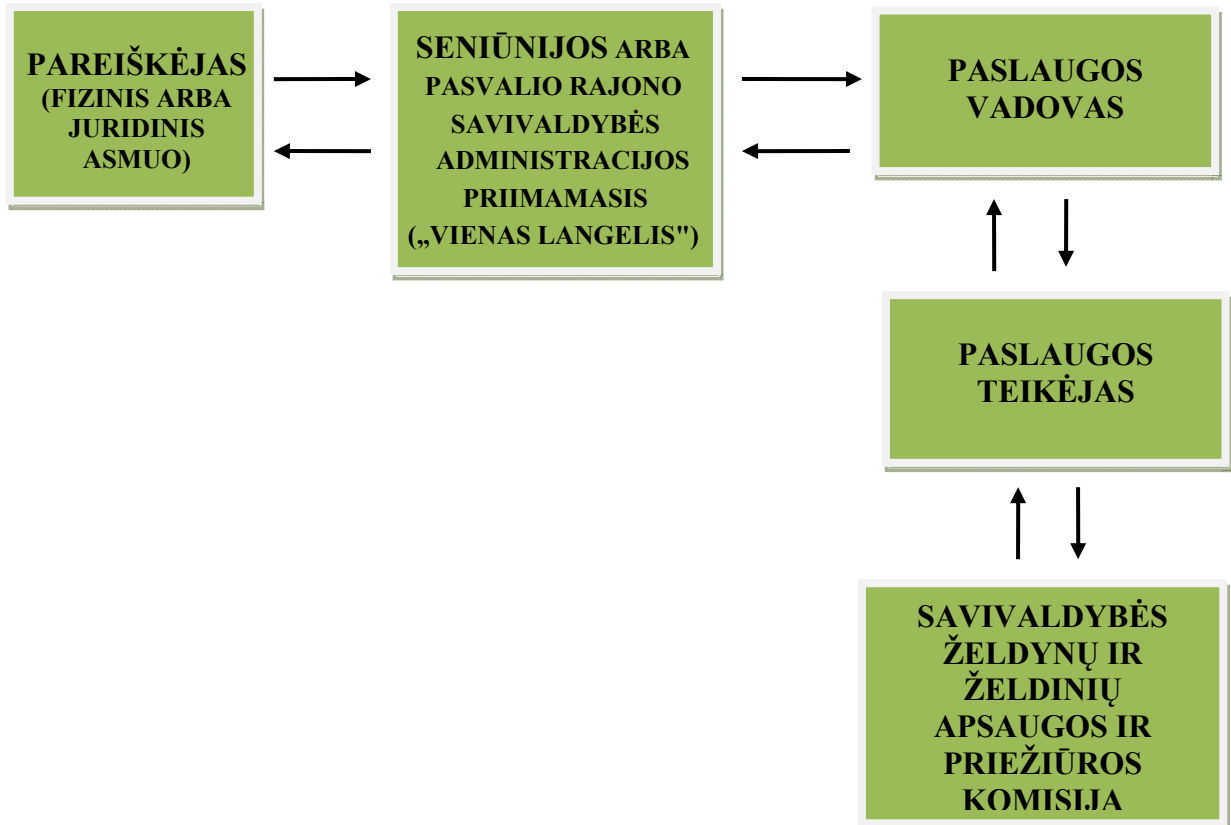 PAREIŠKĖJAS
(FIZINIS ARBA
JURIDINIS
ASMUO)
SENIŪNIJOS ARBA
PASVALIO RAJONO
SAVIVALDYBĖS
ADMINISTRACIJOS
PRIIMAMASIS
(„VIENAS LANGELIS")
PASLAUGOS
VADOVAS
PASLAUGOS
TEIKĖJAS
SAVIVALDYBĖS
ŽELDYNŲ IR
ŽELDINIŲ
APSAUGOS IR
PRIEŽIŪROS
KOMISIJA